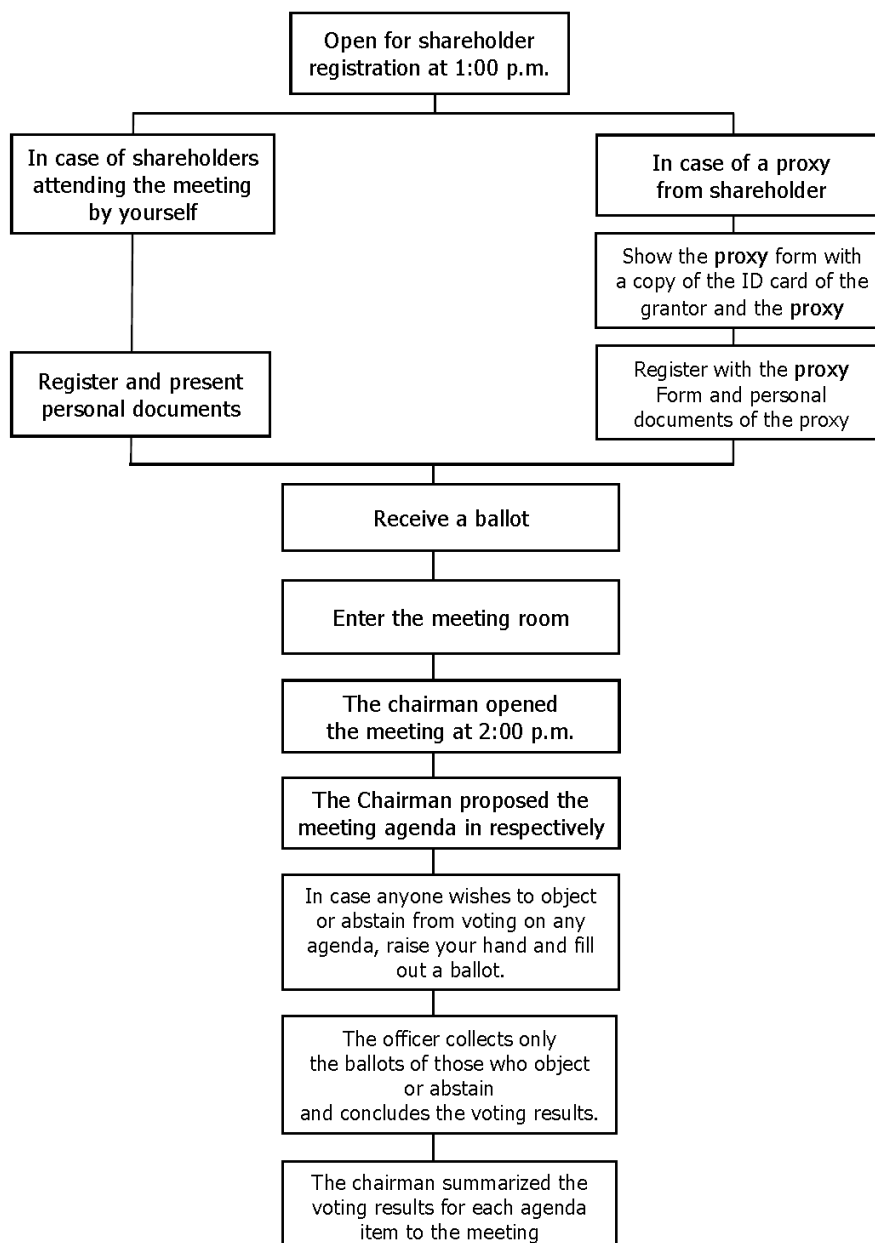 Open for shareholder
registration at 1:00 p.m.
In case of shareholders
attending the meeting
by yourself
In case of a proxy
from shareholder
Show the proxy form with
a copy of the ID card of the
grantor and the proxy
Register and present
personal documents
Register with the proxy
Form and personal
documents of the proxy
Receive a ballot
Enter the meeting room
The chairman opened
the meeting at 2:00 p.m.
The Chairman proposed the
meeting agenda in respectively
In case anyone wishes to object
or abstain from voting on any
agenda, raise your hand and fill
out a ballot.
The officer collects only
the ballots of those who object
or abstain
and concludes the voting results.
The chairman summarized the
voting results for each agenda
item to the meeting